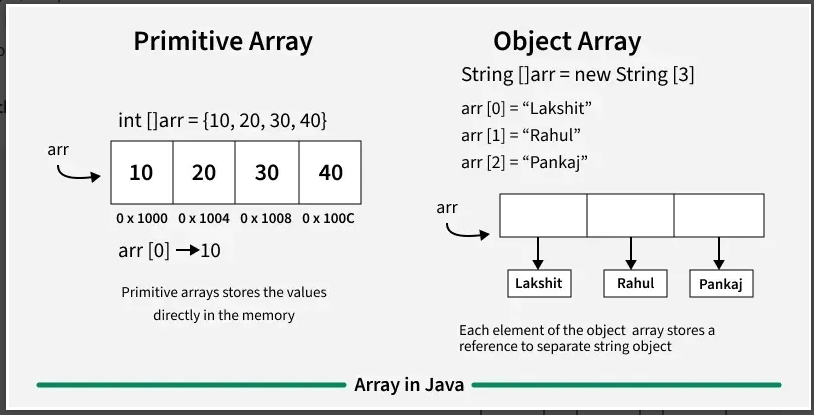 Primitive Array
int []arr = {10, 20, 30, 40}
arr
10 20 30 40
0 x 1000 0 x 1004 0 x 1008 0 x 100C
arr [0] → 10
Primitive arrays stores the values
directly in the memory
Object Array
String []arr = new String [3]
arr [0] = “Lakshit”
arr [1] = “Rahul”
arr [2] = “Pankaj”
arr
Lakshit Rahul Pankaj
Each element of the object array stores a
reference to separate string object
Array in Java